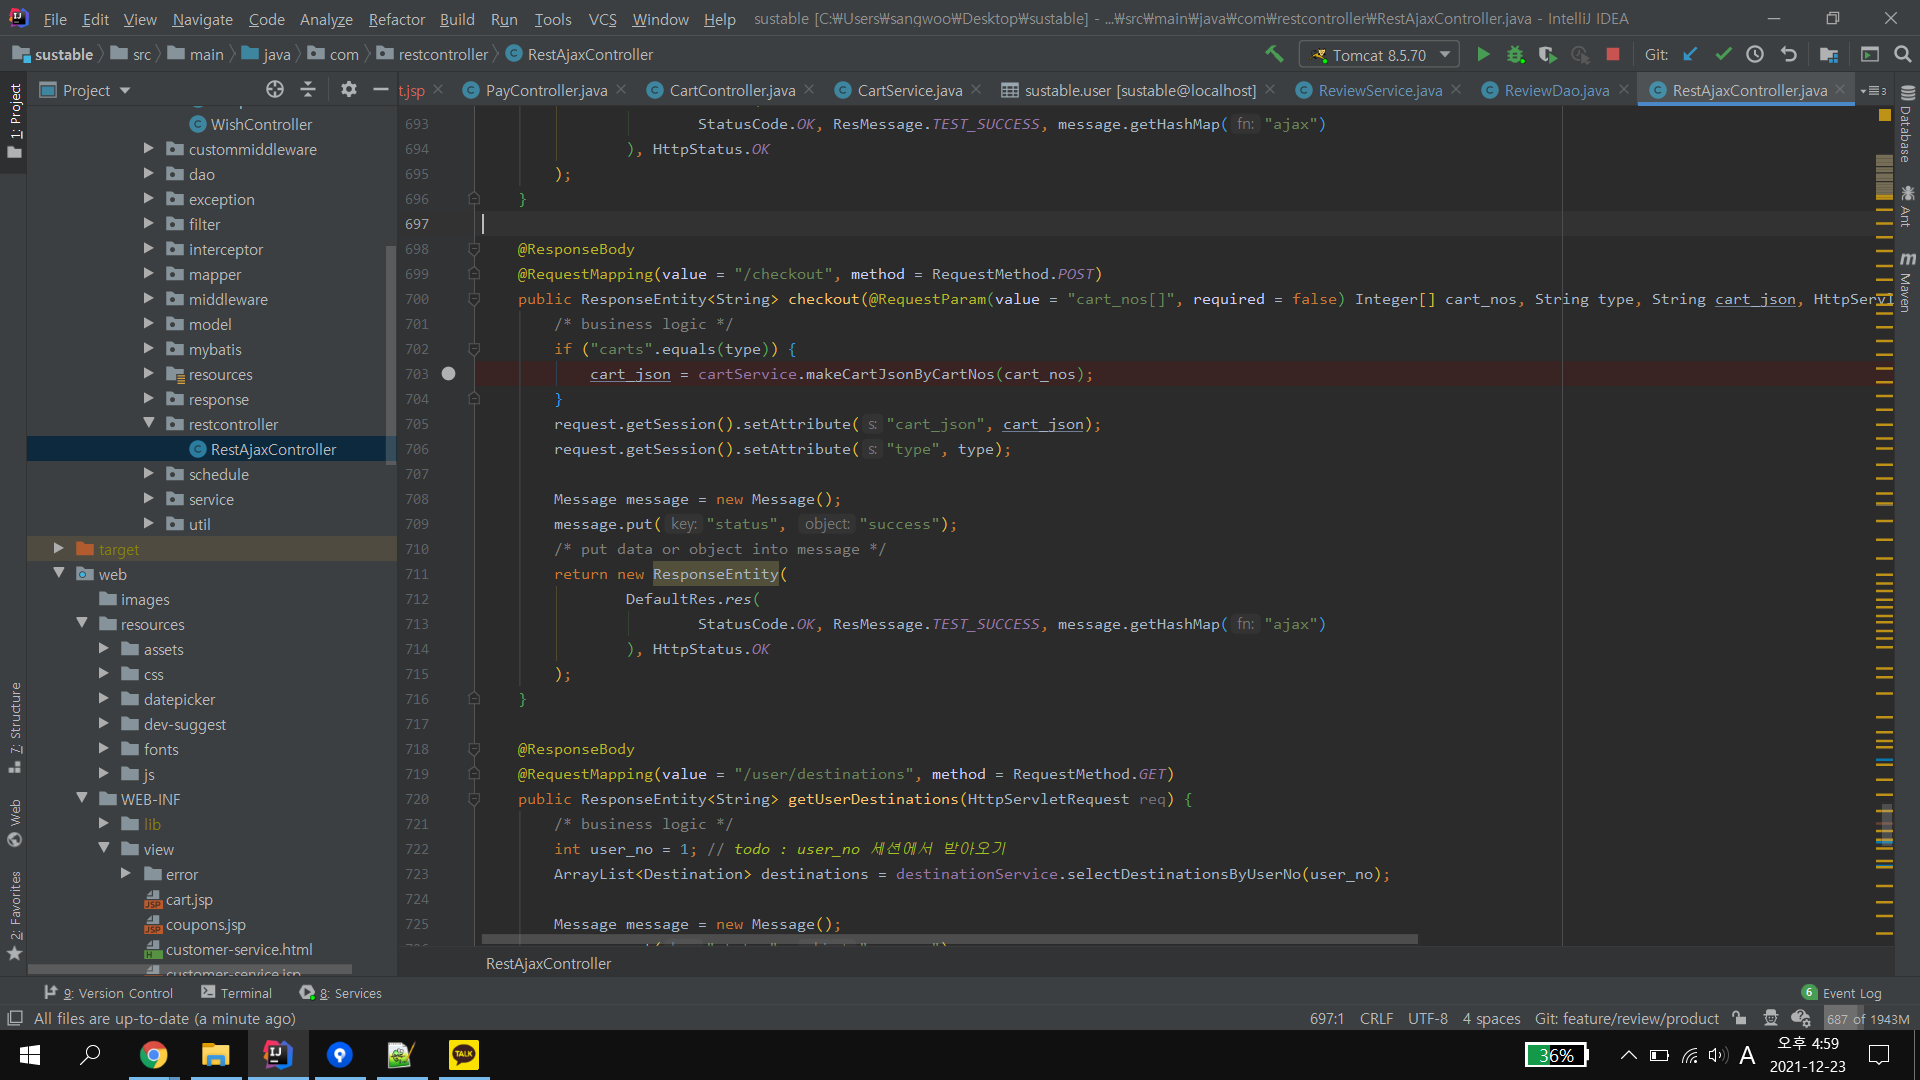 File Edit View Navigate Code Analyze Refactor Build Run Tools VCS Window Help sustable [C:₩Users₩sangwoo₩Desktop₩sustable] - ...₩src₩main₩java₩com₩restcontroller₩RestAjaxController.java - IntelliJ IDEA
sustable src main java com restcontroller RestAjaxController Tomcat 8.5.70 Git:
Project t.jsp PayController.java CartController.java CartService.java sustable.user [sustable@localhost] ReviewService.java ReviewDao.java RestAjaxController.java 3
1: Project
7: Structure
Web
2: Favorites
WishController
custommiddleware
dao
exception
filter
interceptor
mapper
middleware
model
mybatis
resources
response
restcontroller
RestAjaxController
schedule
service
util
target
web
images
resources
assets
css
datepicker
dev-suggest
fonts
js
WEB-INF
lib
view
error
cart.jsp
coupons.jsp
customer-service.html
customer-service.jsp
693 StatusCode.OK, ResMessage.TEST_SUCCESS, message.getHashMap( fn: "ajax")
694 ), HttpStatus.OK
695 );
696 }
697
698 @ResponseBody
699 @RequestMapping(value = "/checkout", method = RequestMethod.POST)
700 public ResponseEntity<String> checkout(@RequestParam(value = "cart_nos[]", required = false) Integer[] cart_nos, String type, String cart_json, HttpServl
701 /* business logic */
702 if ("carts".equals(type)) {
703 cart_json = cartService.makeCartJsonByCartNos(cart_nos);
704 }
705 request.getSession().setAttribute( s: "cart_json", cart_json);
706 request.getSession().setAttribute( s: "type", type);
707
708 Message message = new Message();
709 message.put( key: "status", object: "success");
710 /* put data or object into message */
711 return new ResponseEntity(
712 DefaultRes.res(
713 StatusCode.OK, ResMessage.TEST_SUCCESS, message.getHashMap( fn: "ajax")
714 ), HttpStatus.OK
715 );
716 }
717
718 @ResponseBody
719 @RequestMapping(value = "/user/destinations", method = RequestMethod.GET)
720 public ResponseEntity<String> getUserDestinations(HttpServletRequest req) {
721 /* business logic */
722 int user_no = 1; // todo : user_no 세션에서 받아오기
723 ArrayList<Destination> destinations = destinationService.selectDestinationsByUserNo(user_no);
724
725 Message message = new Message();
RestAjaxController
Database
Ant
m Maven
9: Version Control Terminal 8: Services 6 Event Log
All files are up-to-date (a minute ago) 697:1 CRLF UTF-8 4 spaces Git: feature/review/product 687 of 1943M
TALK
36% A 오후 4:59
2021-12-23